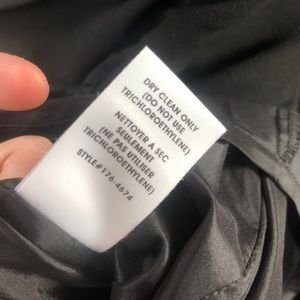 DRY CLEAN ONLY
(DO NOT USE
TRICHLOROETHYLENE)
NETTOYER A SEC
SEULEMENT
(NE PAS UTILISER
TRICHLOROETHYLENE)
STYLE#176-4674